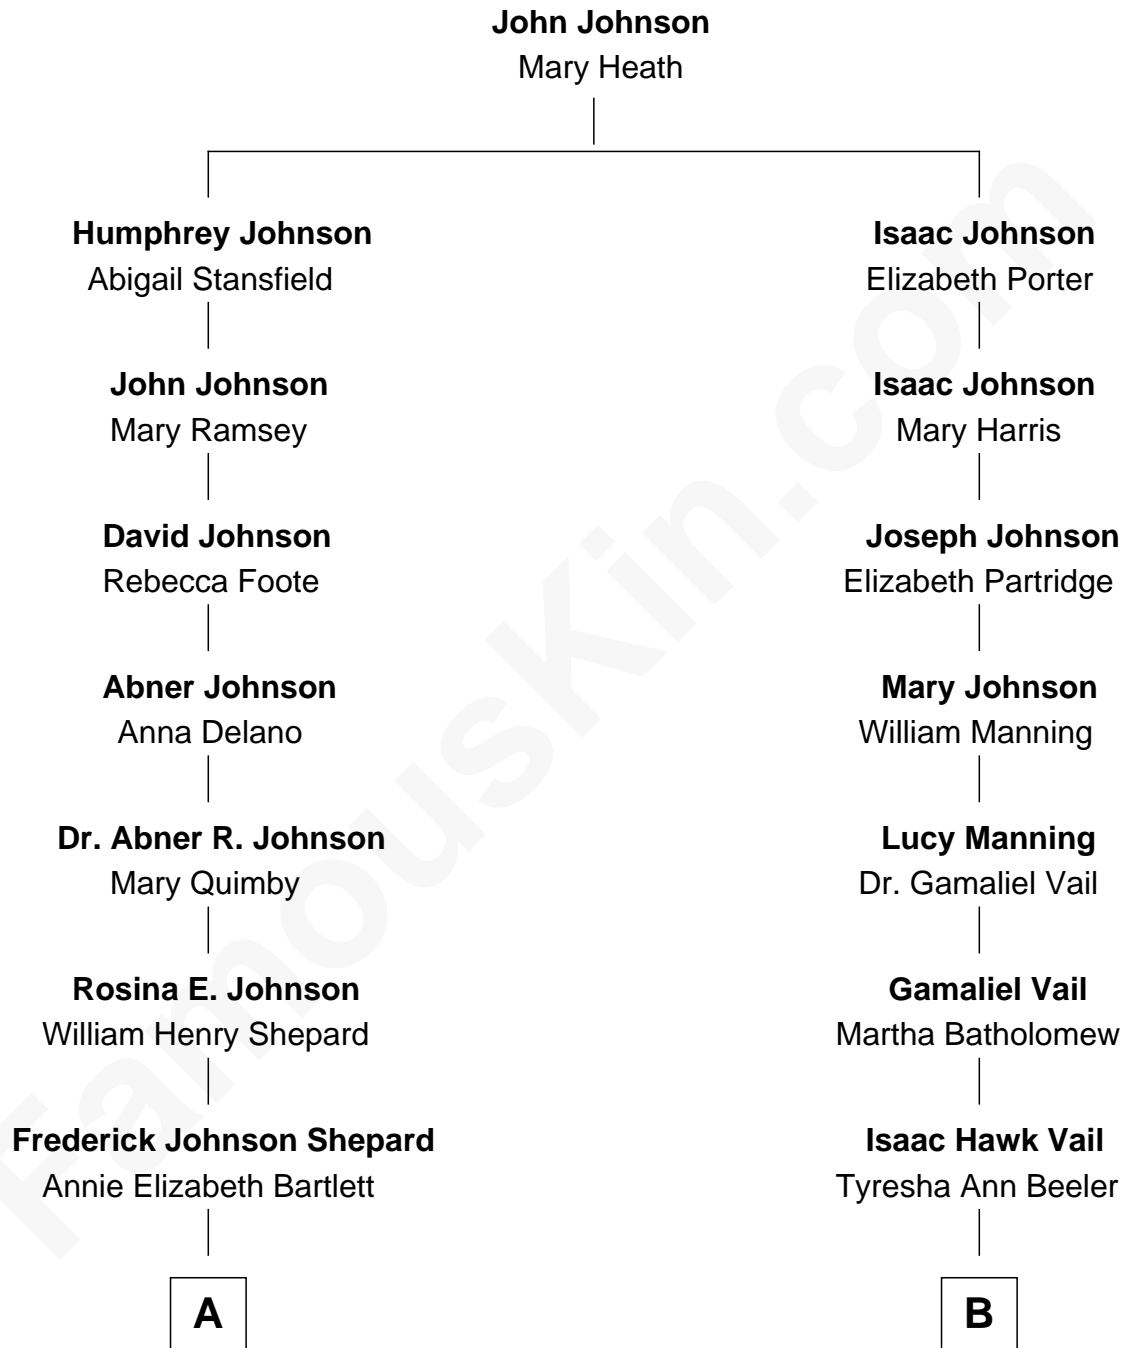 John Johnson
Mary Heath
Humphrey Johnson
Abigail Stansfield
Isaac Johnson
Elizabeth Porter
John Johnson
Mary Ramsey
Isaac Johnson
Mary Harris
David Johnson
Rebecca Foote
Joseph Johnson
Elizabeth Partridge
Abner Johnson
Anna Delano
Mary Johnson
William Manning
Dr. Abner R. Johnson
Mary Quimby
Lucy Manning
Dr. Gamaliel Vail
Rosina E. Johnson
William Henry Shepard
Gamaliel Vail
Martha Batholomew
Frederick Johnson Shepard
Annie Elizabeth Bartlett
Isaac Hawk Vail
Tyresha Ann Beeler
A
B
FamousKin.com